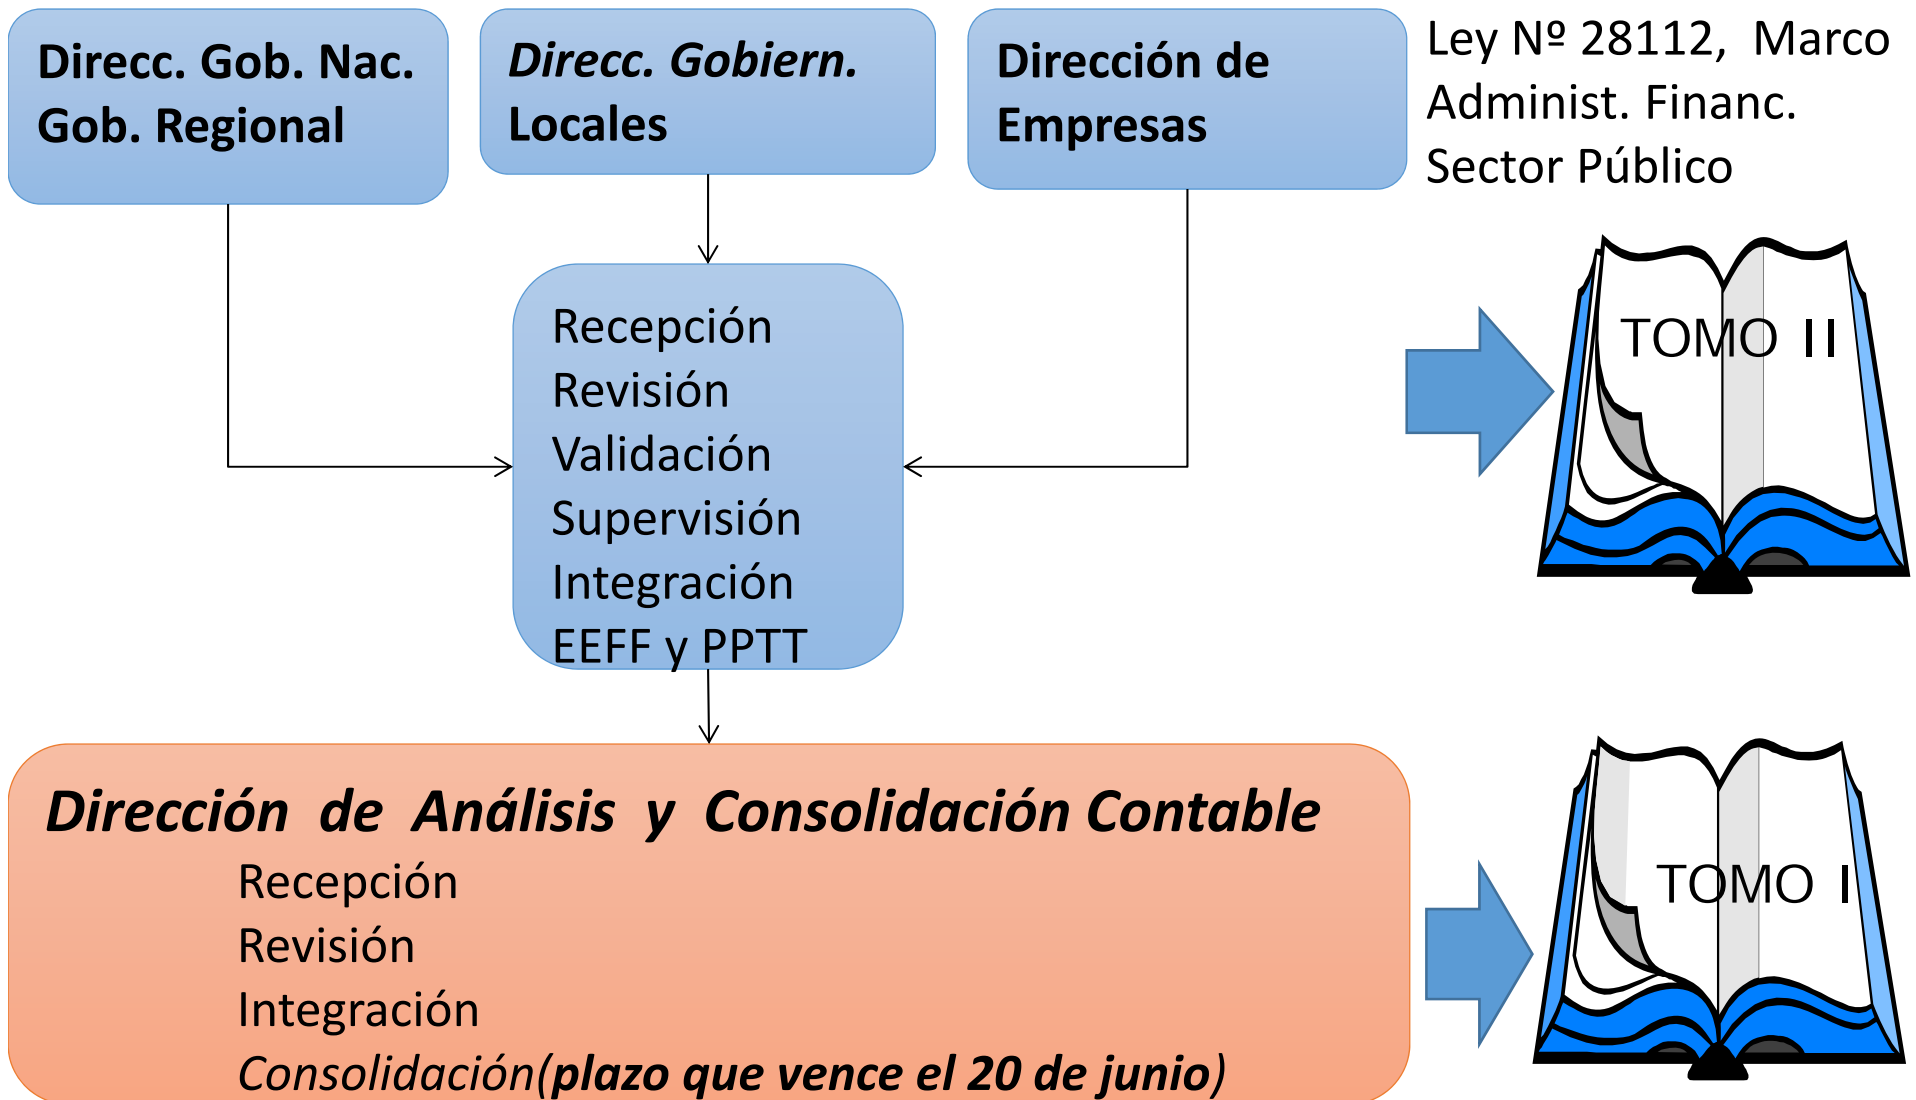 Direcc. Gob. Nac.
Gob. Regional
Direcc. Gobiern.
Locales
Dirección de
Empresas
Ley Nº 28112, Marco
Administ. Financ.
Sector Público
Recepción
Revisión
Validación
Supervisión
Integración
EEFF y PPTT
TOMO II
Dirección de Análisis y Consolidación Contable
Recepción
Revisión
Integración
Consolidación(plazo que vence el 20 de junio)
TOMO I